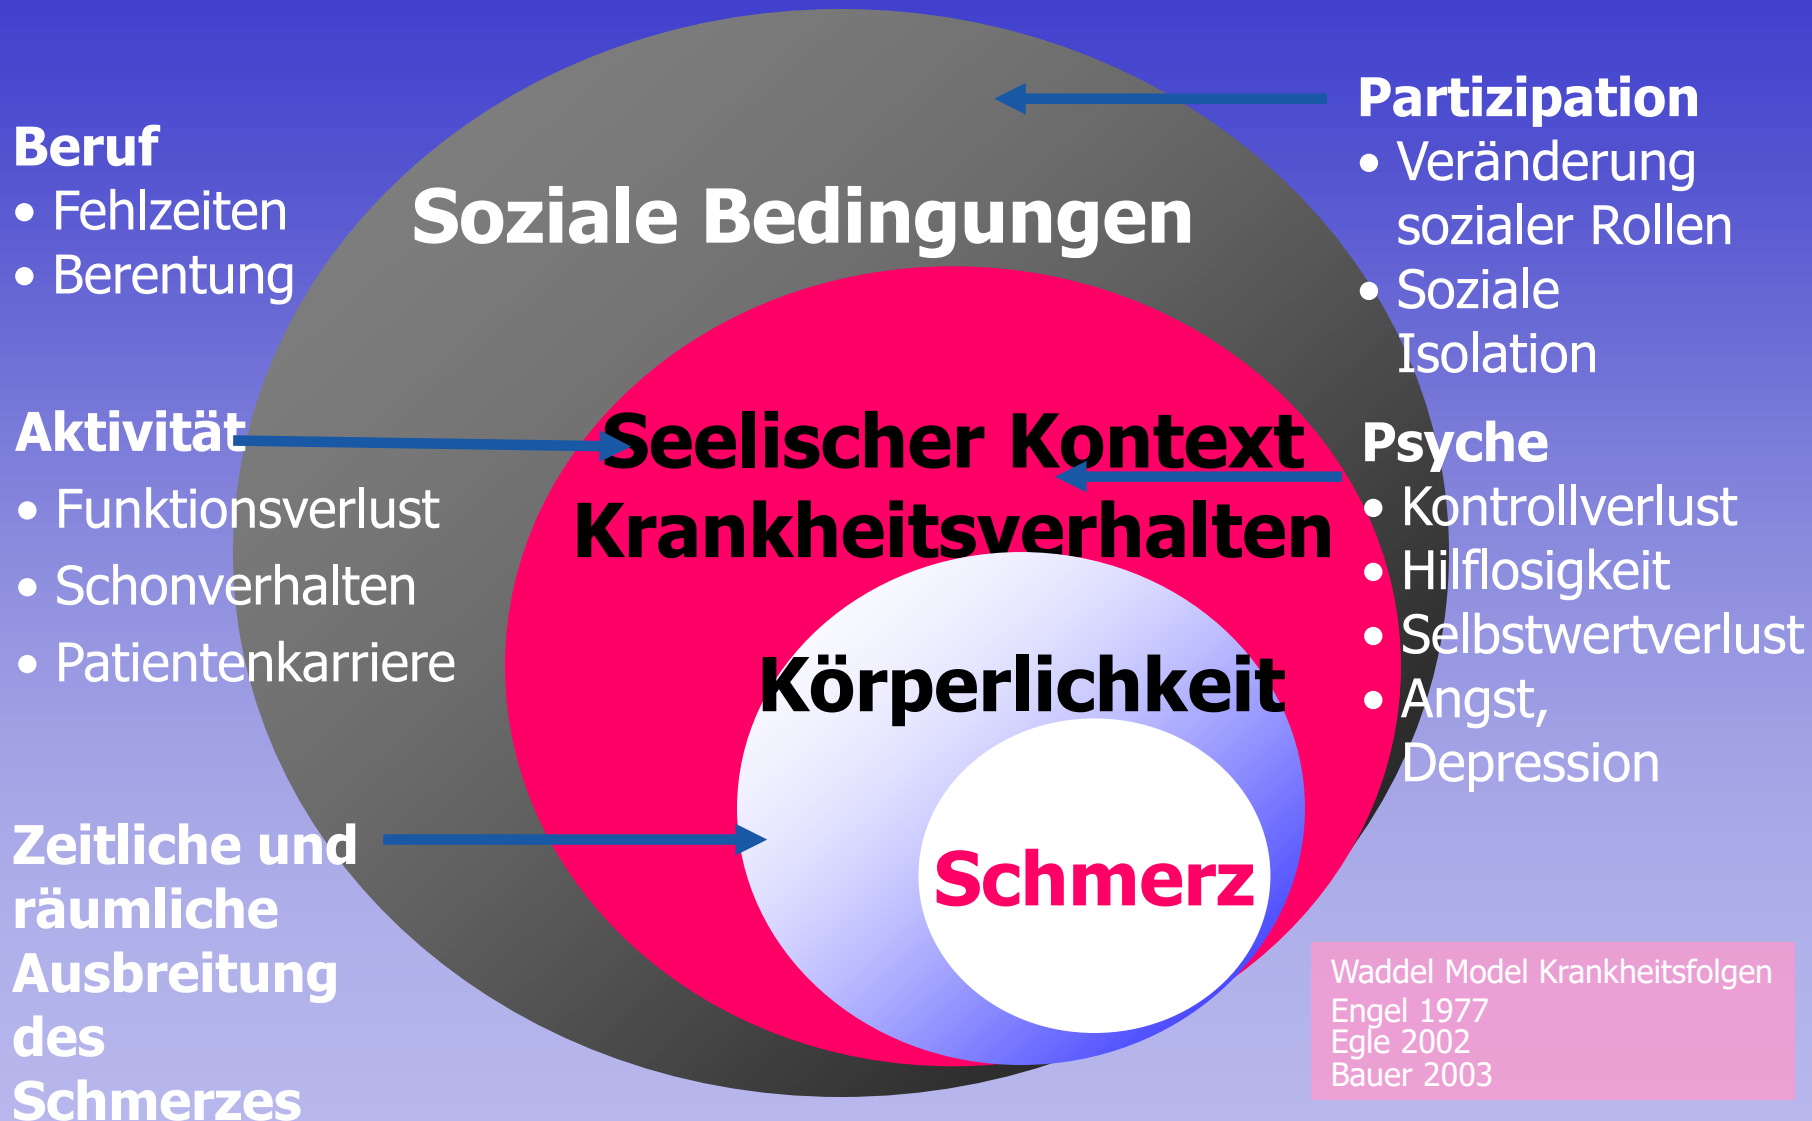 Beruf
• Fehlzeiten
• Berentung
Aktivität
• Funktionsverlust
• Schonverhalten
• Patientenkarriere
Zeitliche und
räumliche
Ausbreitung
des
Schmerzes
Soziale Bedingungen
Seelischer Kontext
Krankheitsverhalten
Körperlichkeit
Schmerz
Partizipation
• Veränderung
sozialer Rollen
• Soziale
Isolation
Psyche
• Kontrollverlust
• Hilflosigkeit
• Selbstwertverlust
• Angst,
Depression
Waddel Model Krankheitsfolgen
Engel 1977
Egle 2002
Bauer 2003